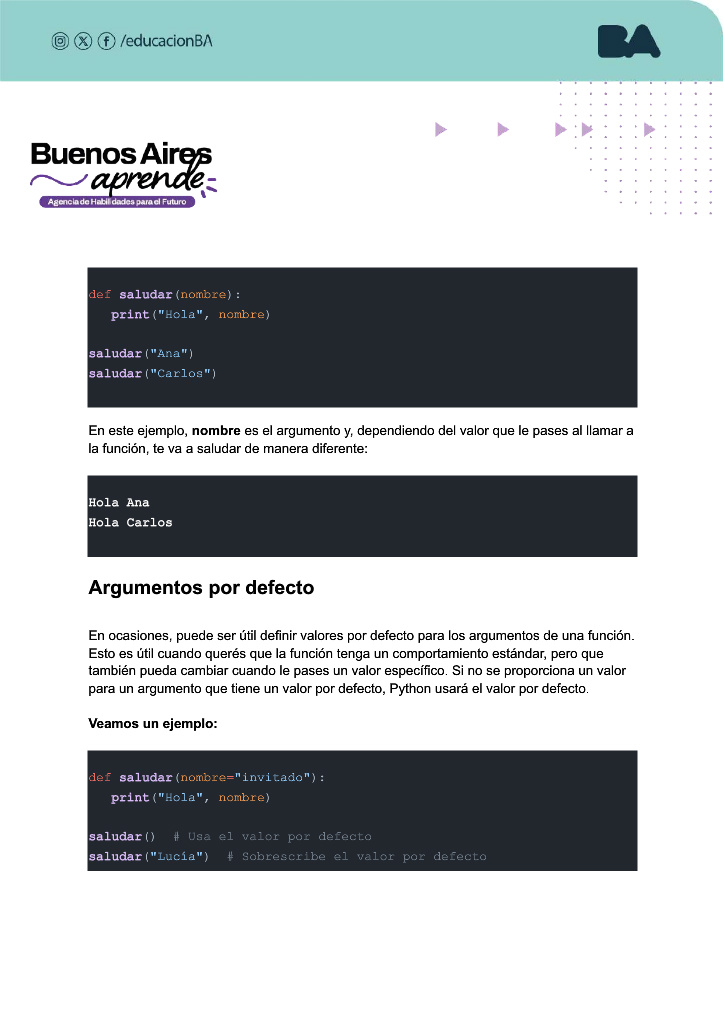 /educacionBA
BA
Buenos Aires
aprende
Agencia de Habilidades para el Futuro
def saludar(nombre):
   print("Hola", nombre)
saludar("Ana")
saludar("Carlos")
En este ejemplo, nombre es el argumento y, dependiendo del valor que le pases al llamar a
la función, te va a saludar de manera diferente:
Hola Ana
Hola Carlos
Argumentos por defecto
En ocasiones, puede ser útil definir valores por defecto para los argumentos de una función.
Esto es útil cuando querés que la función tenga un comportamiento estándar, pero que
también pueda cambiar cuando le pases un valor específico. Si no se proporciona un valor
para un argumento que tiene un valor por defecto, Python usará el valor por defecto.
Veamos un ejemplo:
def saludar(nombre="invitado"):
   print("Hola", nombre)
saludar()  # Usa el valor por defecto
saludar("Lucía")  # Sobrescribe el valor por defecto